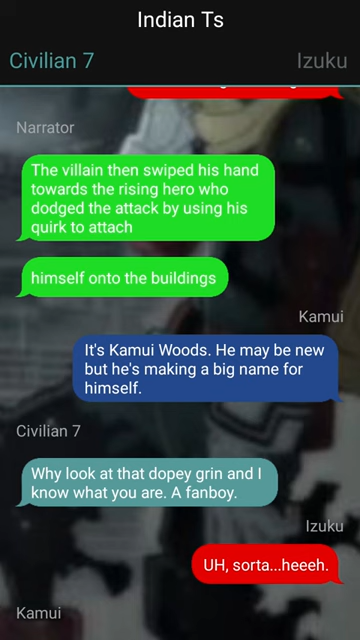 Indian Ts
Civilian 7
Izuku
Narrator
The villain then swiped his hand
towards the rising hero who
dodged the attack by using his
quirk to attach
himself onto the buildings
Kamui
It's Kamui Woods. He may be new
but he's making a big name for
himself.
Civilian 7
Why look at that dopey grin and I
know what you are. A fanboy.
Izuku
UH, sorta...heeeh.
Kamui